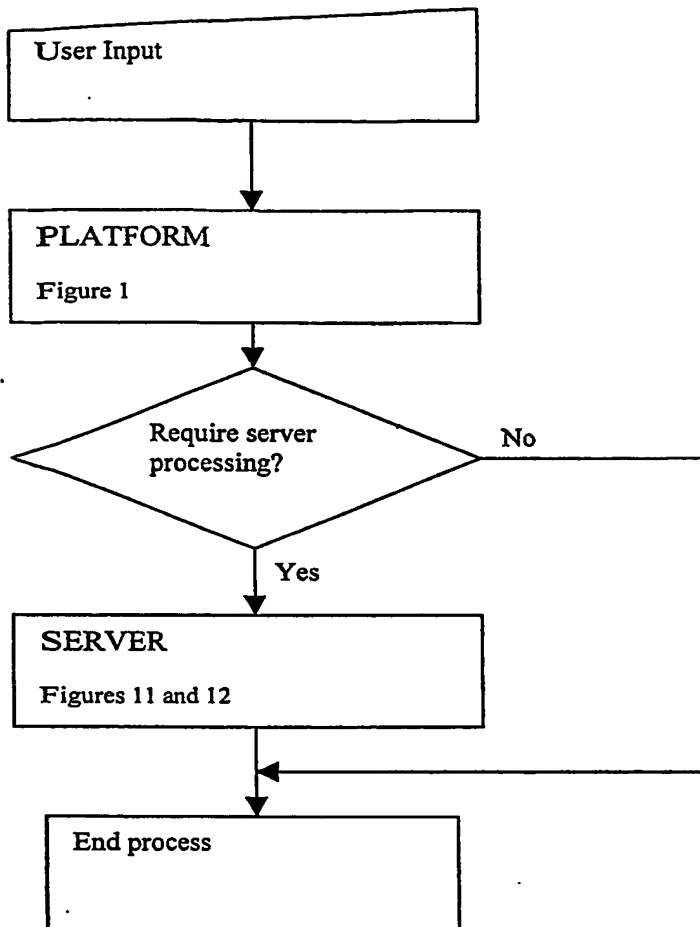 User Input
PLATFORM
Figure 1
Require server
processing?
No
Yes
SERVER
Figures 11 and 12
End process